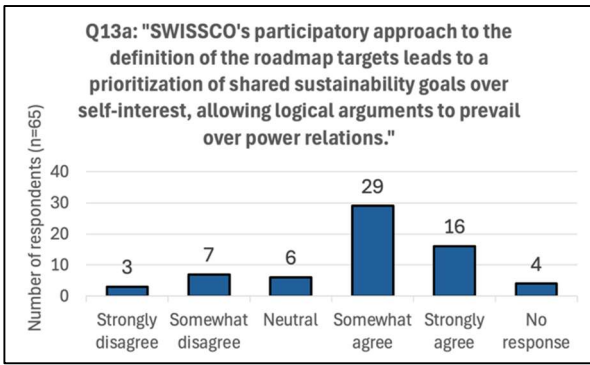 Q13a: "SWISSCO's participatory approach to the
definition of the roadmap targets leads to a
prioritization of shared sustainability goals over
self-interest, allowing logical arguments to prevail
over power relations."
Number of respondents (n=65)
40
30
20
10
0
3
7
6
29
16
4
Strongly disagree
Somewhat disagree
Neutral
Somewhat agree
Strongly agree
No response